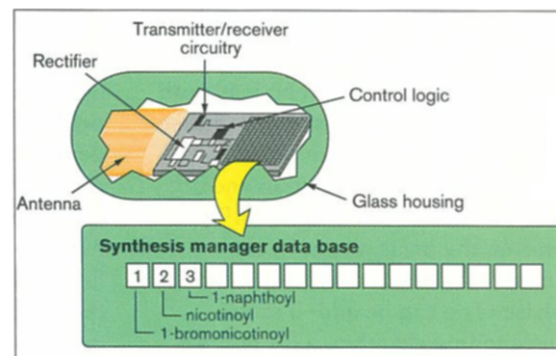 Transmitter/receiver
circuitry
Rectifier
Control logic
Antenna
Glass housing
Synthesis manager data base
1 2 3
1-naphthoyl
nicotinoyl
1-bromonicotinoyl